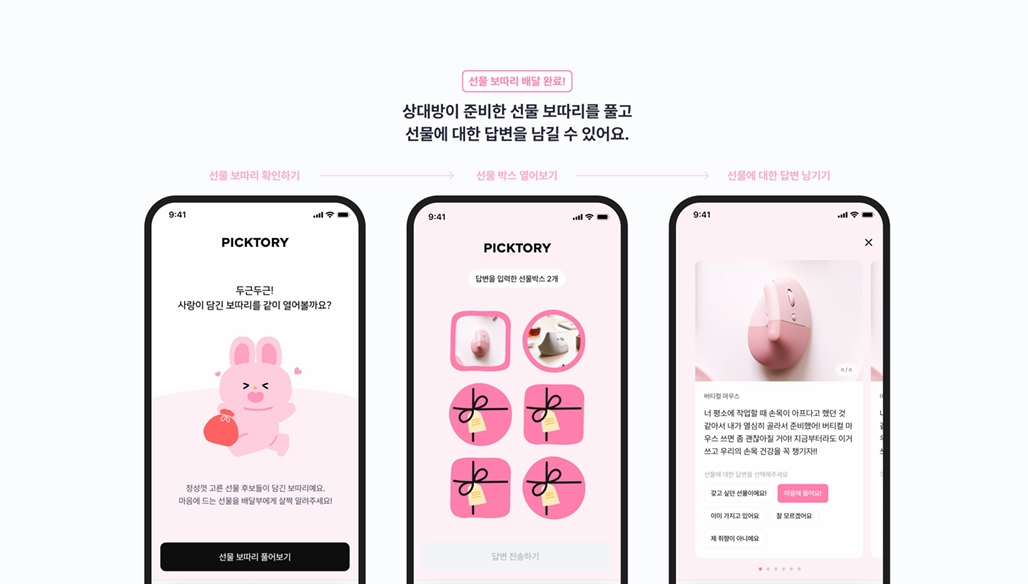 선물 보따리 배달 완료!
상대방이 준비한 선물 보따리를 풀고
선물에 대한 답변을 남길 수 있어요.
선물 보따리 확인하기
선물 박스 열어보기
선물에 대한 답변 남기기
9:41
PICKTORY
두근두근!
사랑이 담긴 보따리를 같이 열어볼까요?
정성껏 고른 선물 후보들이 담긴 보따리예요.
마음에 드는 선물을 배달부에게 살짝 알려주세요!
선물 보따리 풀어보기
9:41
PICKTORY
답변을 입력한 선물박스 2개
답변 전송하기
9:41
n / n
버티컬 마우스
너 평소에 작업할 때 손목이 아프다고 했던 것
같아서 내가 열심히 골라서 준비했어! 버티컬 마
우스 쓰면 좀 괜찮아질 거야! 지금부터라도 이거
쓰고 우리의 손목 건강을 꼭 챙기자!!
선물에 대한 답변을 선택해주세요
갖고 싶던 선물이에요!
마음에 들어요!
이미 가지고 있어요
잘 모르겠어요
제 취향이 아니에요